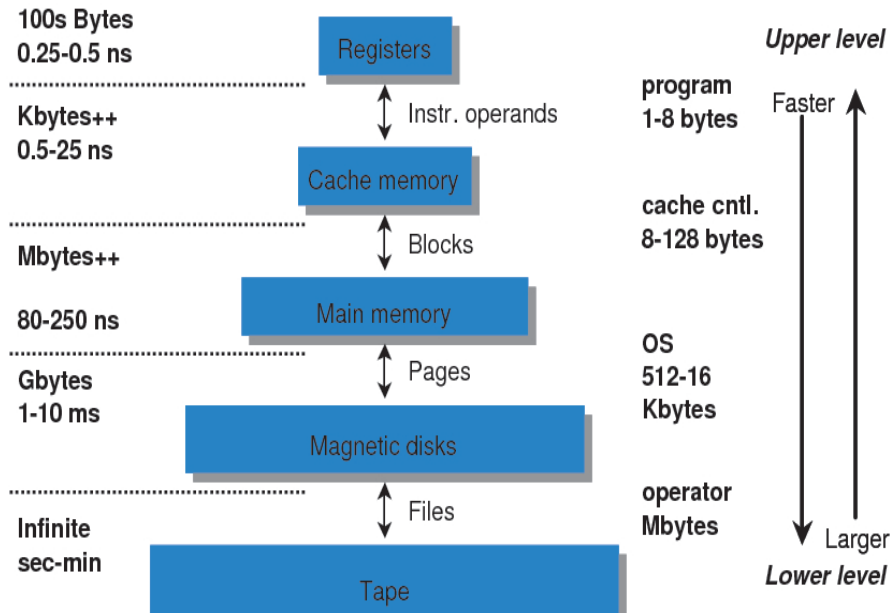 100s Bytes
0.25-0.5 ns
Registers
Upper level
Instr. operands
program
1-8 bytes
Faster
Kbytes++
0.5-25 ns
Cache memory
cache cntl.
8-128 bytes
Blocks
Mbytes++
80-250 ns
Main memory
OS
512-16
Kbytes
Pages
Gbytes
1-10 ms
Magnetic disks
operator
Mbytes
Files
Infinite
sec-min
Larger
Lower level
Tape